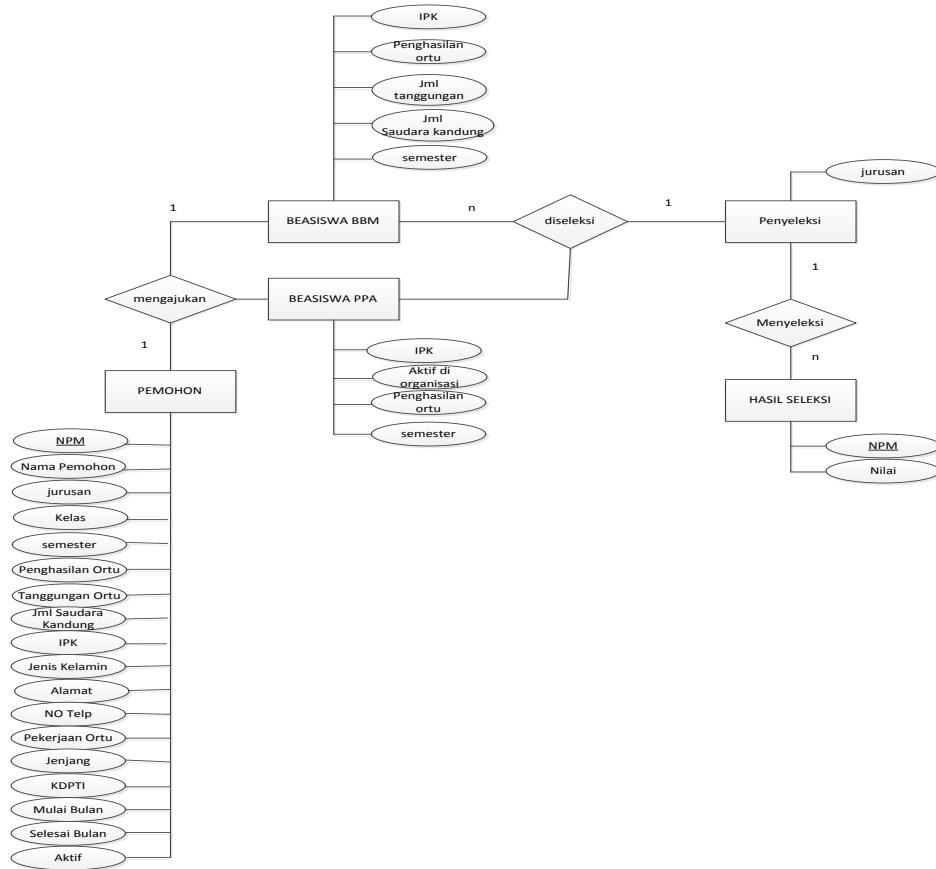 IPK
Penghasilan
ortu
Jml
tanggungan
Jml
Saudara kandung
semester
jurusan
1
BEASISWA BBM
n
diseleksi
1
Penyeleksi
1
mengajukan
BEASISWA PPA
Menyeleksi
1
n
PEMOHON
IPK
Aktif di
organisasi
Penghasilan
ortu
semester
HASIL SELEKSI
NPM
Nilai
NPM
Nama Pemohon
jurusan
Kelas
semester
Penghasilan Ortu
Tanggungan Ortu
Jml Saudara
Kandung
IPK
Jenis Kelamin
Alamat
NO Telp
Pekerjaan Ortu
Jenjang
KDPTI
Mulai Bulan
Selesai Bulan
Aktif